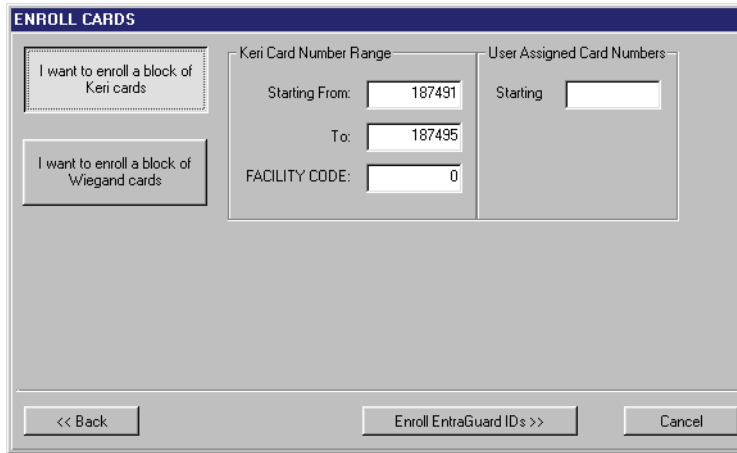 ENROLL CARDS
I want to enroll a block of
Keri cards
I want to enroll a block of
Wiegand cards
Keri Card Number Range
Starting From: 187491
To: 187495
FACILITY CODE: 0
User Assigned Card Numbers
Starting
<< Back
Enroll EntraGuard IDs >>
Cancel